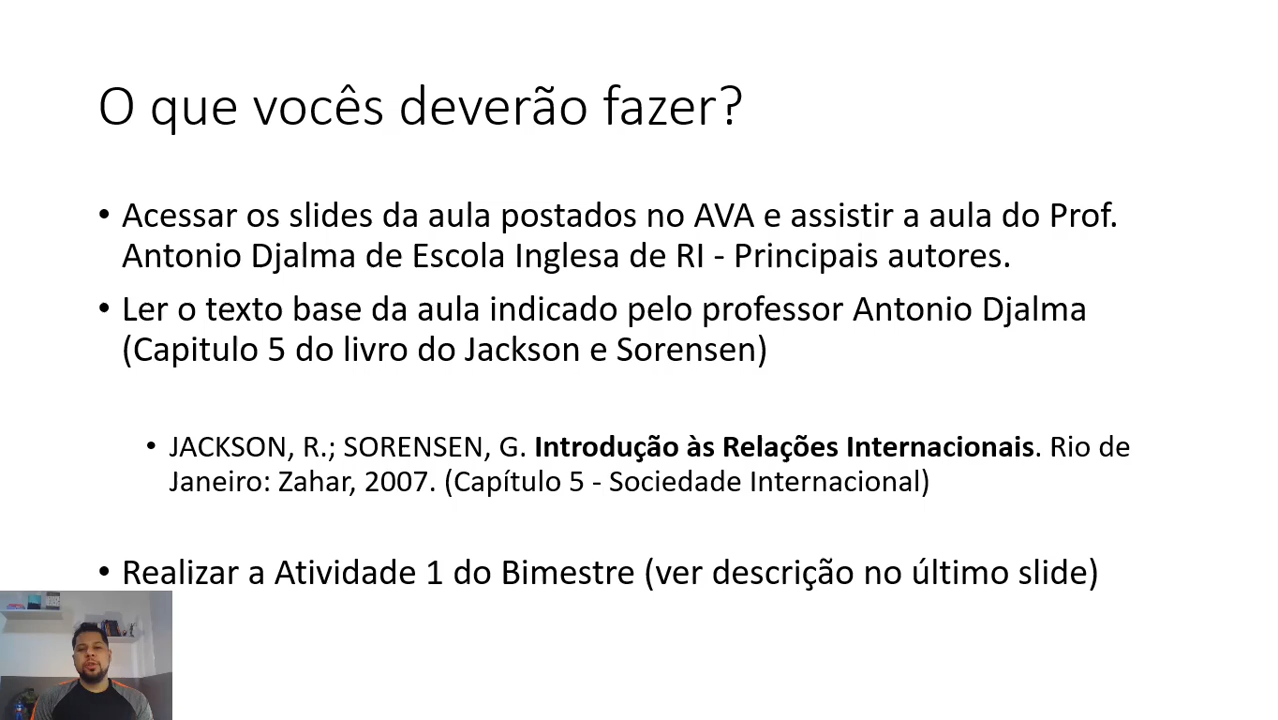 O que vocês deverão fazer?
• Acessar os slides da aula postados no AVA e assistir a aula do Prof.
Antonio Djalma de Escola Inglesa de RI - Principais autores.
• Ler o texto base da aula indicado pelo professor Antonio Djalma
(Capitulo 5 do livro do Jackson e Sorensen)
• JACKSON, R.; SORENSEN, G. Introdução às Relações Internacionais. Rio de
Janeiro: Zahar, 2007. (Capítulo 5 - Sociedade Internacional)
• Realizar a Atividade 1 do Bimestre (ver descrição no último slide)